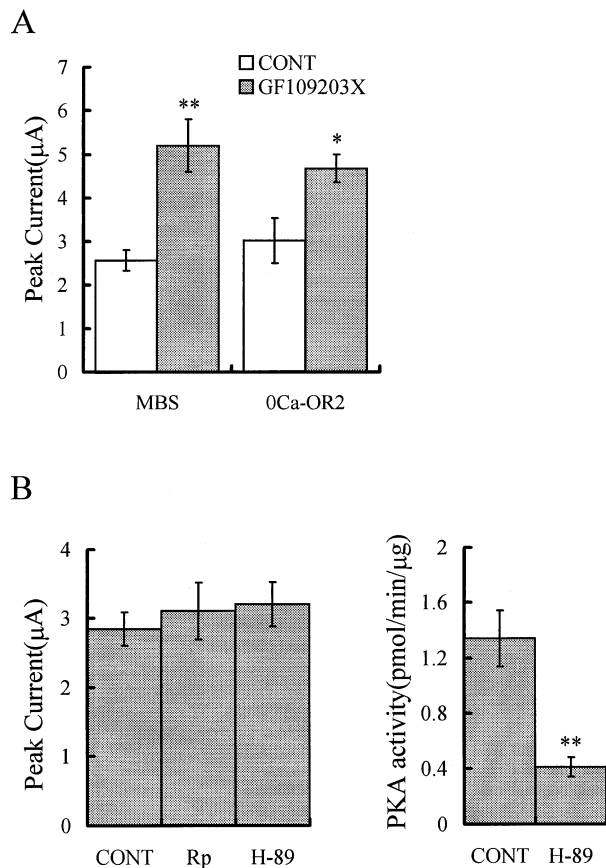 A
CONT
GF109203X
Peak Current(μA)
7
6
5
4
3
2
1
0
**
*
MBS
0Ca-OR2
B
Peak Current(μA)
4
3
2
1
0
CONT
Rp
H-89
PKA activity(pmol/min/μg)
2
1.6
1.2
0.8
0.4
0
**
CONT
H-89